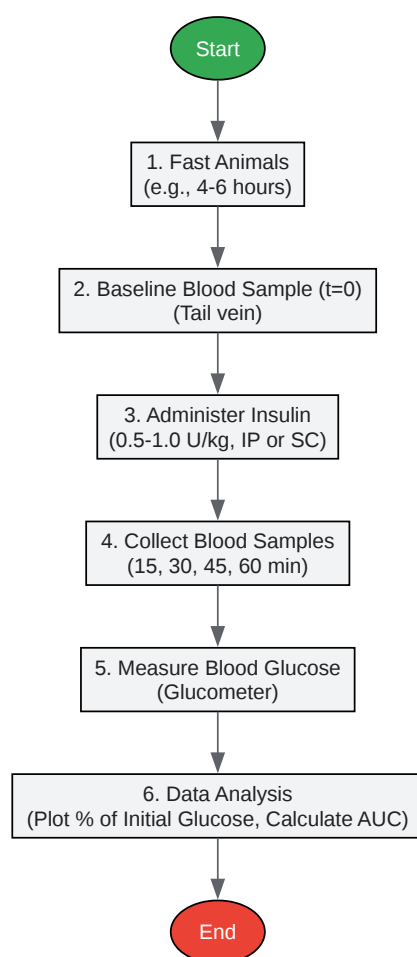 Start
1. Fast Animals
(e.g., 4-6 hours)
2. Baseline Blood Sample (t=0)
(Tail vein)
3. Administer Insulin
(0.5-1.0 U/kg, IP or SC)
4. Collect Blood Samples
(15, 30, 45, 60 min)
5. Measure Blood Glucose
(Glucometer)
6. Data Analysis
(Plot % of Initial Glucose, Calculate AUC)
End